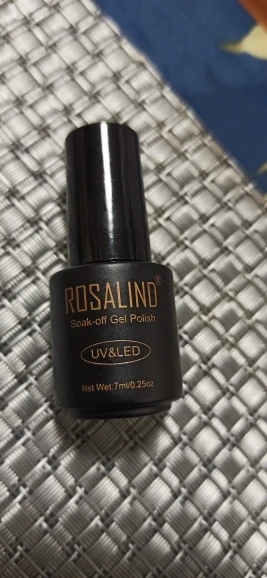 ROSALIND®
Soak-off Gel Polish
UV&LED
Net Wet:7ml/0.25oz